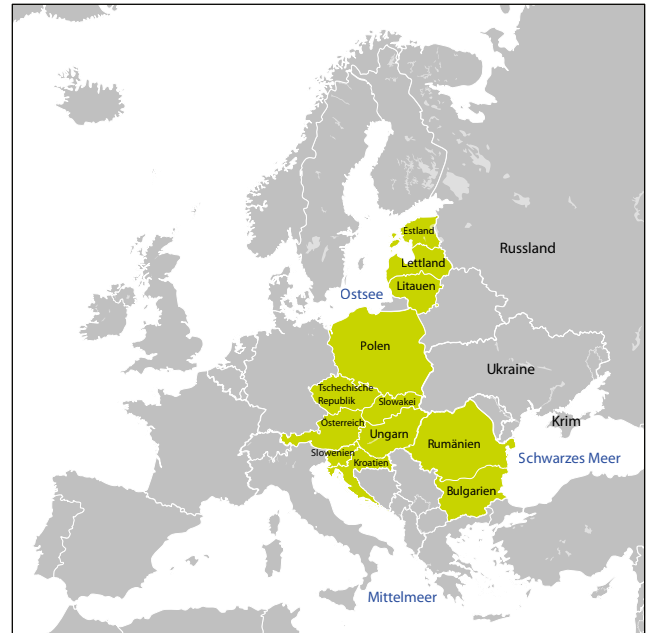 Estland
Russland
Lettland
Litauen
Ostsee
Polen
Ukraine
Tschechische
Republik
Slowakei
Krim
Österreich
Ungarn
Rumänien
Slowenien
Kroatien
Schwarzes Meer
Bulgarien
Mittelmeer